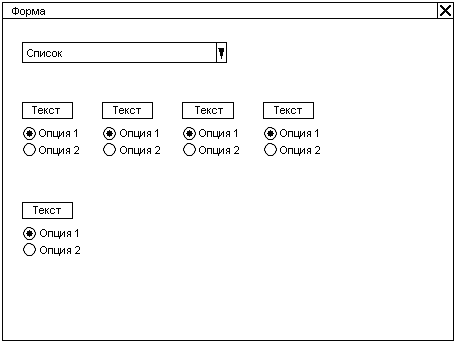 Форма
Список
Текст Текст Текст Текст
Опция 1 Опция 1 Опция 1 Опция 1
Опция 2 Опция 2 Опция 2 Опция 2
Текст
Опция 1
Опция 2